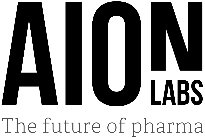 AION
LABS
The future of pharma